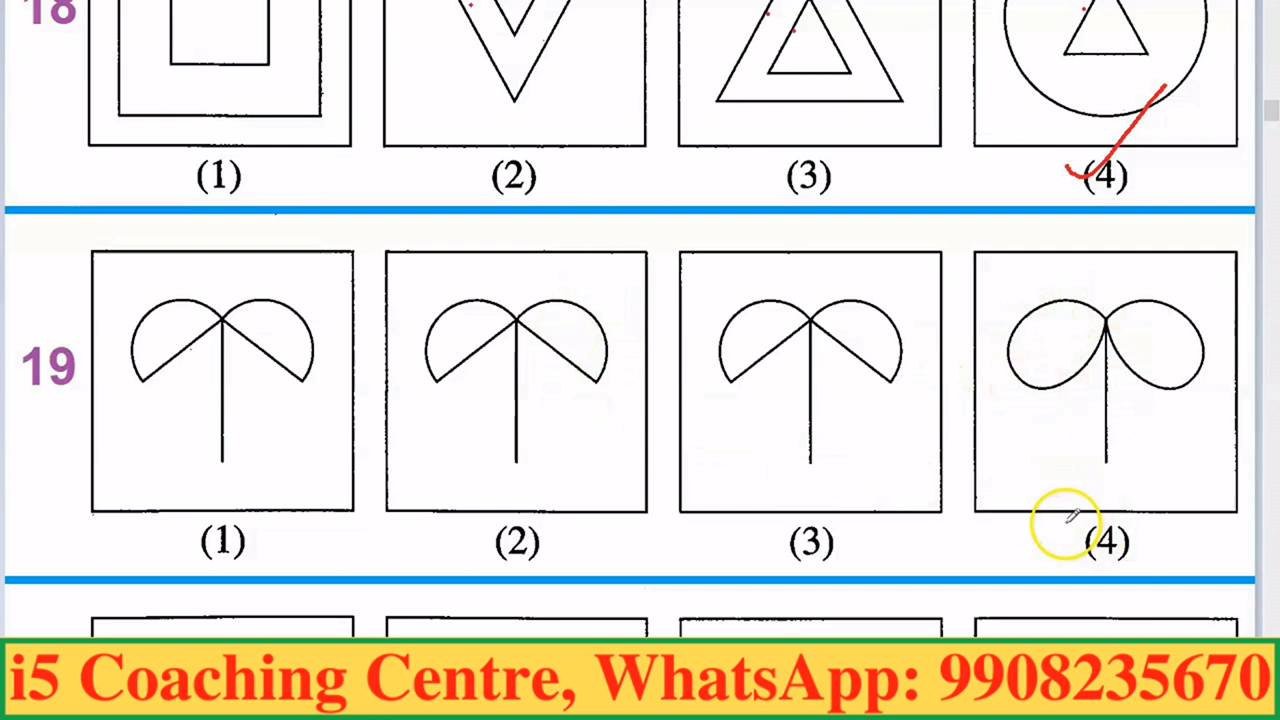 18
(1) (2) (3) (4)
19
(1) (2) (3) (4)
i5 Coaching Centre, WhatsApp: 9908235670